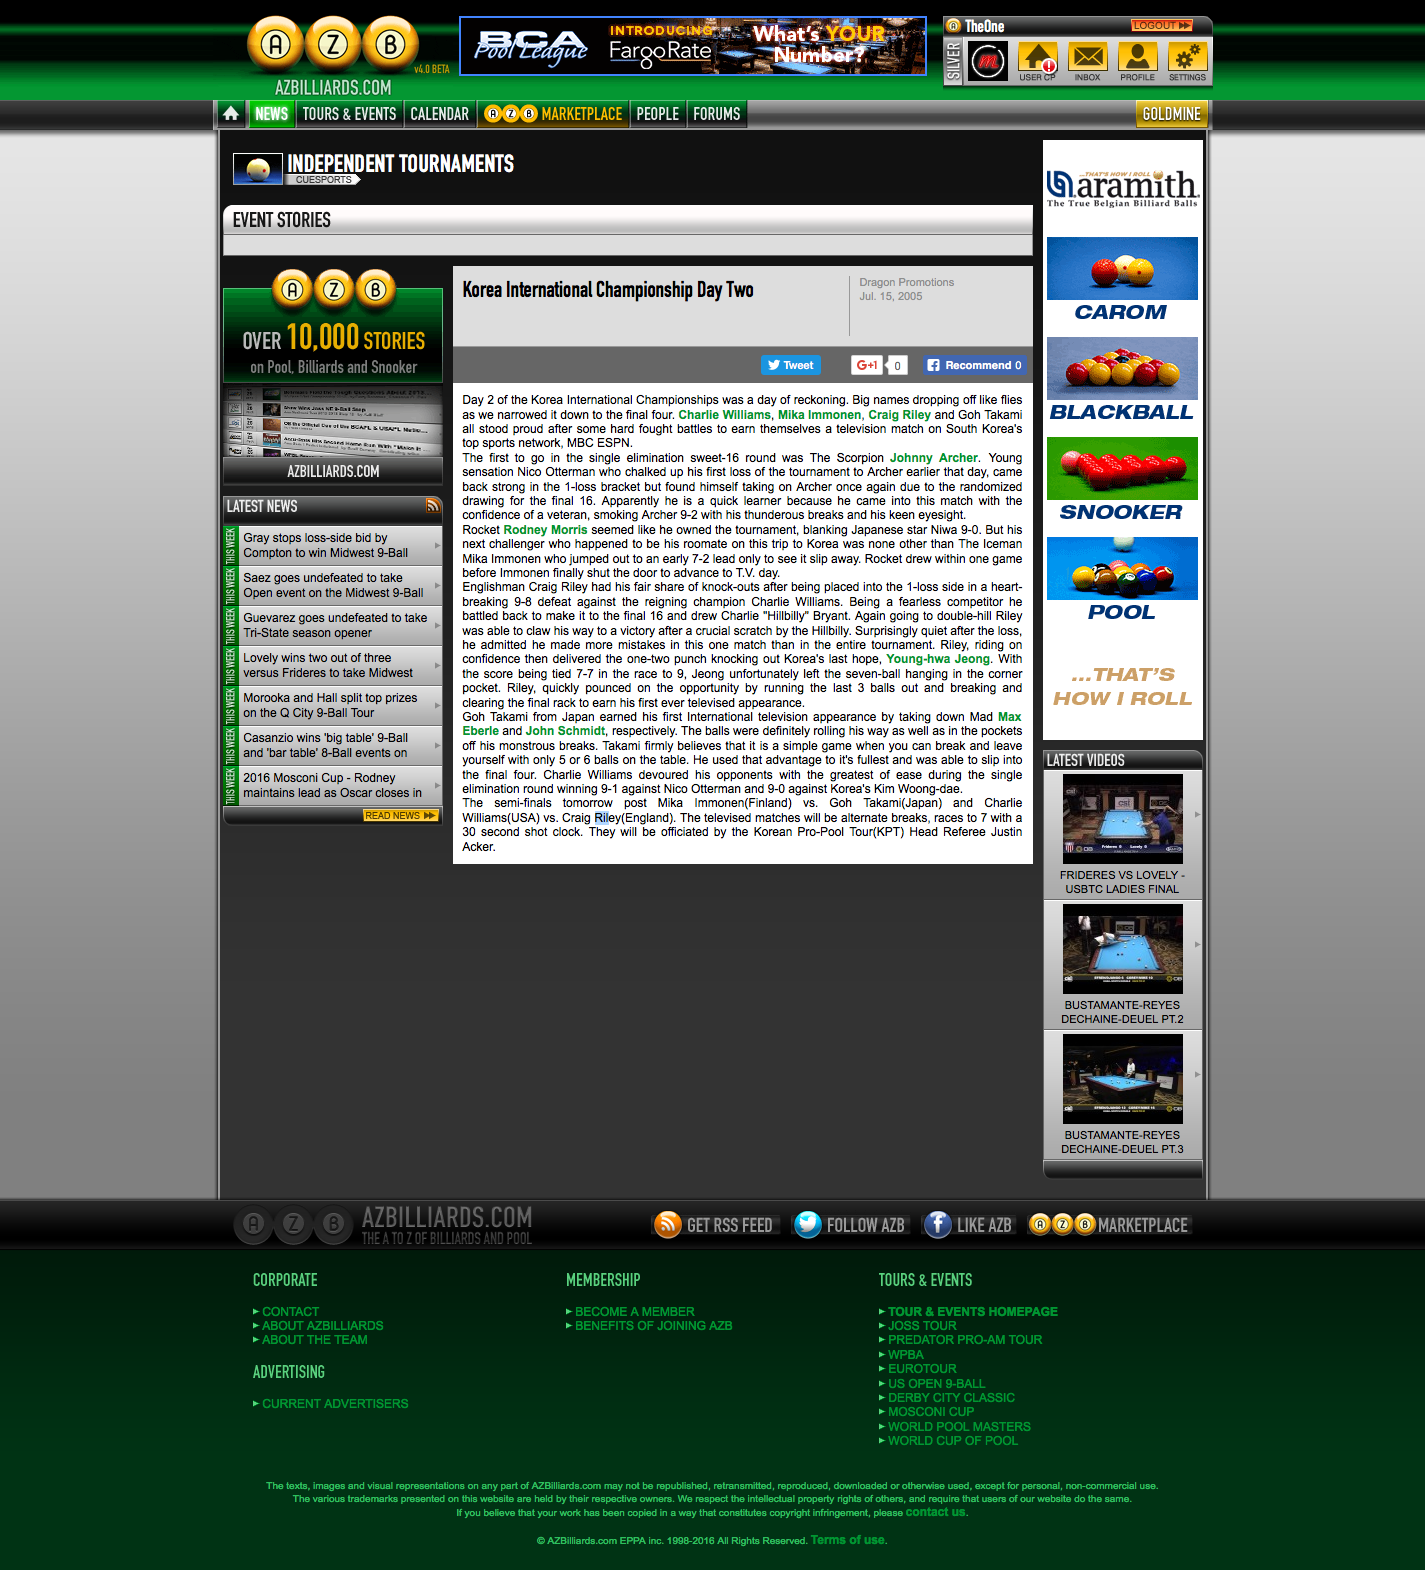 A Z B
v4.0 BETA
AZBILLIARDS.COM
BCA
Pool League
INTRODUCING
FargoRate
What's YOUR
Number?
TheOne
LOGOUT
SILVER
USER CP
INBOX
PROFILE
SETTINGS
NEWS
TOURS & EVENTS
CALENDAR
AZB MARKETPLACE
PEOPLE
FORUMS
GOLDMINE
INDEPENDENT TOURNAMENTS
CUESPORTS
EVENT STORIES
A Z B
OVER 10,000 STORIES
on Pool, Billiards and Snooker
AZBILLIARDS.COM
LATEST NEWS
THIS WEEK
Gray stops loss-side bid by
Compton to win Midwest 9-Ball
THIS WEEK
Saez goes undefeated to take
Open event on the Midwest 9-Ball
THIS WEEK
Guevarez goes undefeated to take
Tri-State season opener
THIS WEEK
Lovely wins two out of three
versus Frideres to take Midwest
THIS WEEK
Morooka and Hall split top prizes
on the Q City 9-Ball Tour
THIS WEEK
Casanzio wins 'big table' 9-Ball
and 'bar table' 8-Ball events on
THIS WEEK
2016 Mosconi Cup - Rodney
maintains lead as Oscar closes in
READ NEWS
Korea International Championship Day Two
Dragon Promotions
Jul. 15, 2005
Tweet
G+1
0
Recommend 0
Day 2 of the Korea International Championships was a day of reckoning. Big names dropping off like flies
as we narrowed it down to the final four. Charlie Williams, Mika Immonen, Craig Riley and Goh Takami
all stood proud after some hard fought battles to earn themselves a television match on South Korea's
top sports network, MBC ESPN.
The first to go in the single elimination sweet-16 round was The Scorpion Johnny Archer. Young
sensation Nico Otterman who chalked up his first loss of the tournament to Archer earlier that day, came
back strong in the 1-loss bracket but found himself taking on Archer once again due to the randomized
drawing for the final 16. Apparently he is a quick learner because he came into this match with the
confidence of a veteran, smoking Archer 9-2 with his thunderous breaks and his keen eyesight.
Rocket Rodney Morris seemed like he owned the tournament, blanking Japanese star Niwa 9-0. But his
next challenger who happened to be his roomate on this trip to Korea was none other than The Iceman
Mika Immonen who jumped out to an early 7-2 lead only to see it slip away. Rocket drew within one game
before Immonen finally shut the door to advance to T.V. day.
Englishman Craig Riley had his fair share of knock-outs after being placed into the 1-loss side in a heart-
breaking 9-8 defeat against the reigning champion Charlie Williams. Being a fearless competitor he
battled back to make it to the final 16 and drew Charlie "Hillbilly" Bryant. Again going to double-hill Riley
was able to claw his way to a victory after a crucial scratch by the Hillbilly. Surprisingly quiet after the loss,
he admitted he made more mistakes in this one match than in the entire tournament. Riley, riding on
confidence then delivered the one-two punch knocking out Korea's last hope, Young-hwa Jeong. With
the score being tied 7-7 in the race to 9, Jeong unfortunately left the seven-ball hanging in the corner
pocket. Riley, quickly pounced on the opportunity by running the last 3 balls out and breaking and
clearing the final rack to earn his first ever televised appearance.
Goh Takami from Japan earned his first International television appearance by taking down Mad Max
Eberle and John Schmidt, respectively. The balls were definitely rolling his way as well as in the pockets
off his monstrous breaks. Takami firmly believes that it is a simple game when you can break and leave
yourself with only 5 or 6 balls on the table. He used that advantage to it's fullest and was able to slip into
the final four. Charlie Williams devoured his opponents with the greatest of ease during the single
elimination round winning 9-1 against Nico Otterman and 9-0 against Korea's Kim Woong-dae.
The semi-finals tomorrow post Mika Immonen(Finland) vs. Goh Takami(Japan) and Charlie
Williams(USA) vs. Craig Riley(England). The televised matches will be alternate breaks, races to 7 with a
30 second shot clock. They will be officiated by the Korean Pro-Pool Tour(KPT) Head Referee Justin
Acker.
...THAT'S HOW I ROLL
aramith
The True Belgian Billiard Balls
CAROM
BLACKBALL
SNOOKER
POOL
...THAT'S
HOW I ROLL
LATEST VIDEOS
FRIDERES VS LOVELY -
USBTC LADIES FINAL
BUSTAMANTE-REYES
DECHAINE-DEUEL PT.2
BUSTAMANTE-REYES
DECHAINE-DEUEL PT.3
A Z B
AZBILLIARDS.COM
THE A TO Z OF BILLIARDS AND POOL
GET RSS FEED
FOLLOW AZB
LIKE AZB
AZB MARKETPLACE
CORPORATE
CONTACT
ABOUT AZBILLIARDS
ABOUT THE TEAM
ADVERTISING
CURRENT ADVERTISERS
MEMBERSHIP
BECOME A MEMBER
BENEFITS OF JOINING AZB
TOURS & EVENTS
TOUR & EVENTS HOMEPAGE
JOSS TOUR
PREDATOR PRO-AM TOUR
WPBA
EUROTOUR
US OPEN 9-BALL
DERBY CITY CLASSIC
MOSCONI CUP
WORLD POOL MASTERS
WORLD CUP OF POOL
The texts, images and visual representations on any part of AZBilliards.com may not be republished, retransmitted, reproduced, downloaded or otherwise used, except for personal, non-commercial use.
The various trademarks presented on this website are held by their respective owners. We respect the intellectual property rights of others, and require that users of our website do the same.
If you believe that your work has been copied in a way that constitutes copyright infringement, please contact us.
© AZBilliards.com EPPA inc. 1998-2016 All Rights Reserved. Terms of use.